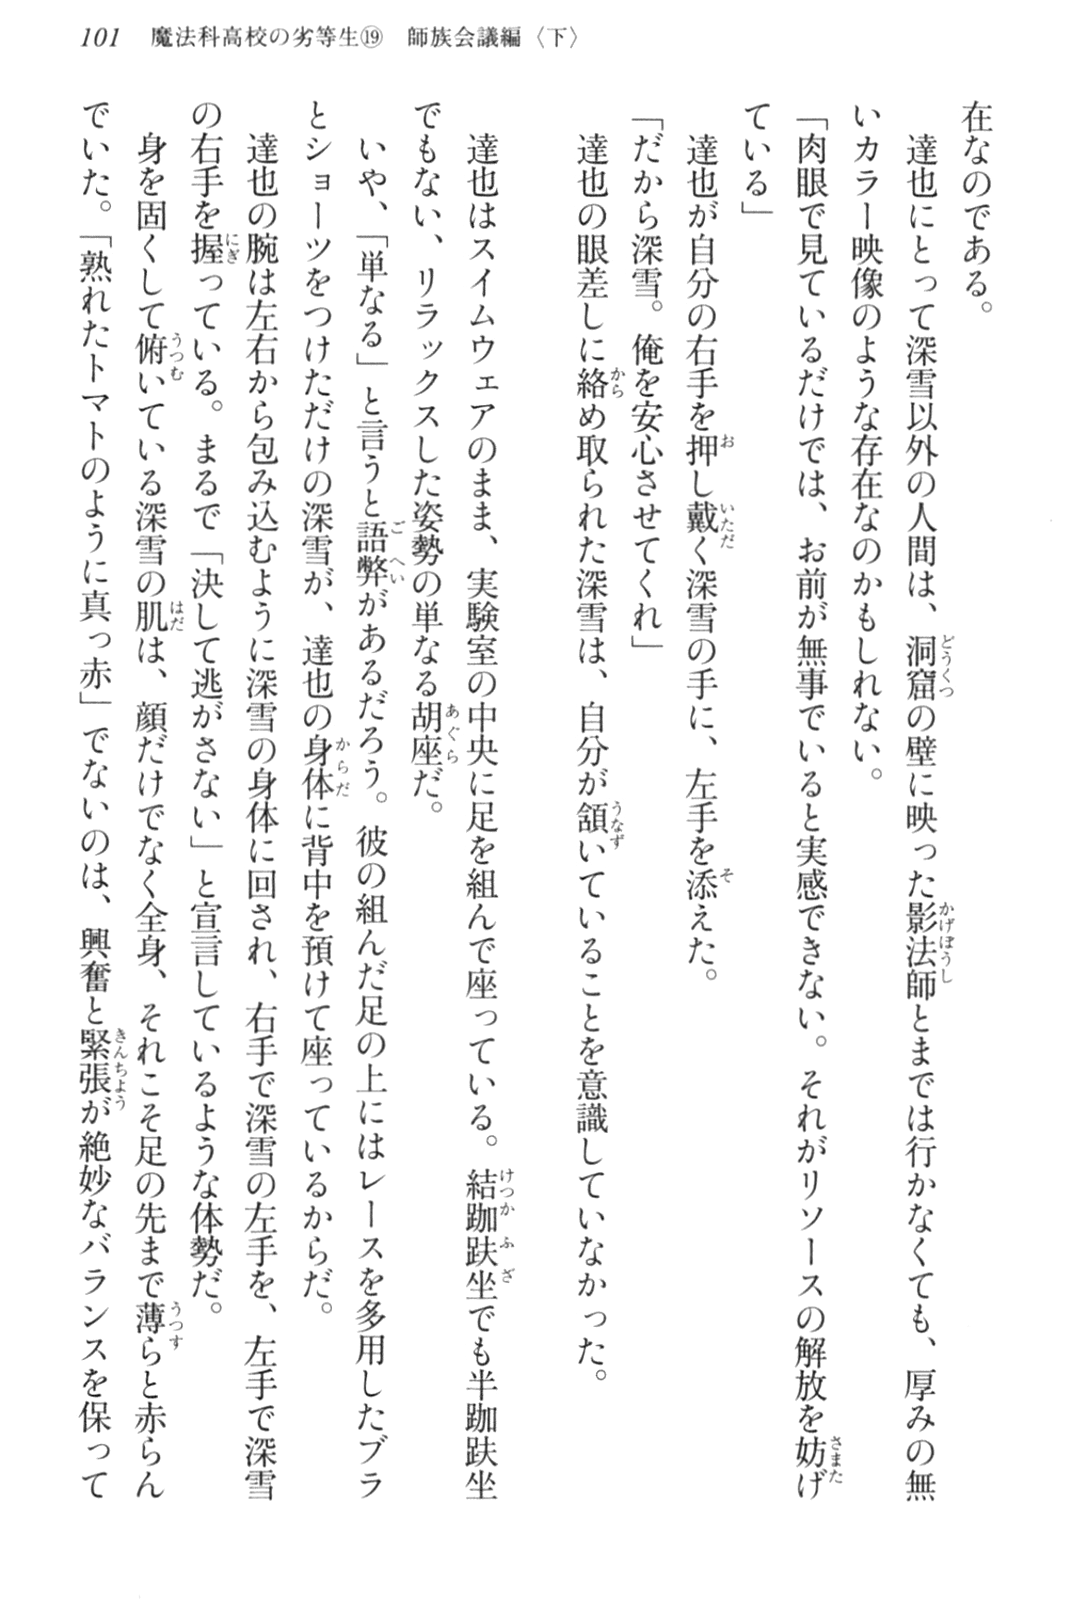 101　魔法科高校の劣等生⑲　師族会議編〈下〉
在なのである。
　達也にとって深雪以外の人間は、洞窟の壁に映った影法師とまでは行かなくても、厚みの無
いカラー映像のような存在なのかもしれない。
「肉眼で見ているだけでは、お前が無事でいると実感できない。それがリソースの解放を妨げ
ている」
　達也が自分の右手を押し戴く深雪の手に、左手を添えた。
「だから深雪。俺を安心させてくれ」
　達也の眼差しに絡め取られた深雪は、自分が頷いていることを意識していなかった。
　達也はスイムウェアのまま、実験室の中央に足を組んで座っている。結跏趺坐でも半跏趺坐
でもない、リラックスした姿勢の単なる胡座だ。
　いや、「単なる」と言うと語弊があるだろう。彼の組んだ足の上にはレースを多用したブラ
とショーツをつけただけの深雪が、達也の身体に背中を預けて座っているからだ。
　達也の腕は左右から包み込むように深雪の身体に回され、右手で深雪の左手を、左手で深雪
の右手を握っている。まるで「決して逃がさない」と宣言しているような体勢だ。
　身を固くして俯いている深雪の肌は、顔だけでなく全身、それこそ足の先まで薄らと赤らん
でいた。「熟れたトマトのように真っ赤」でないのは、興奮と緊張が絶妙なバランスを保って